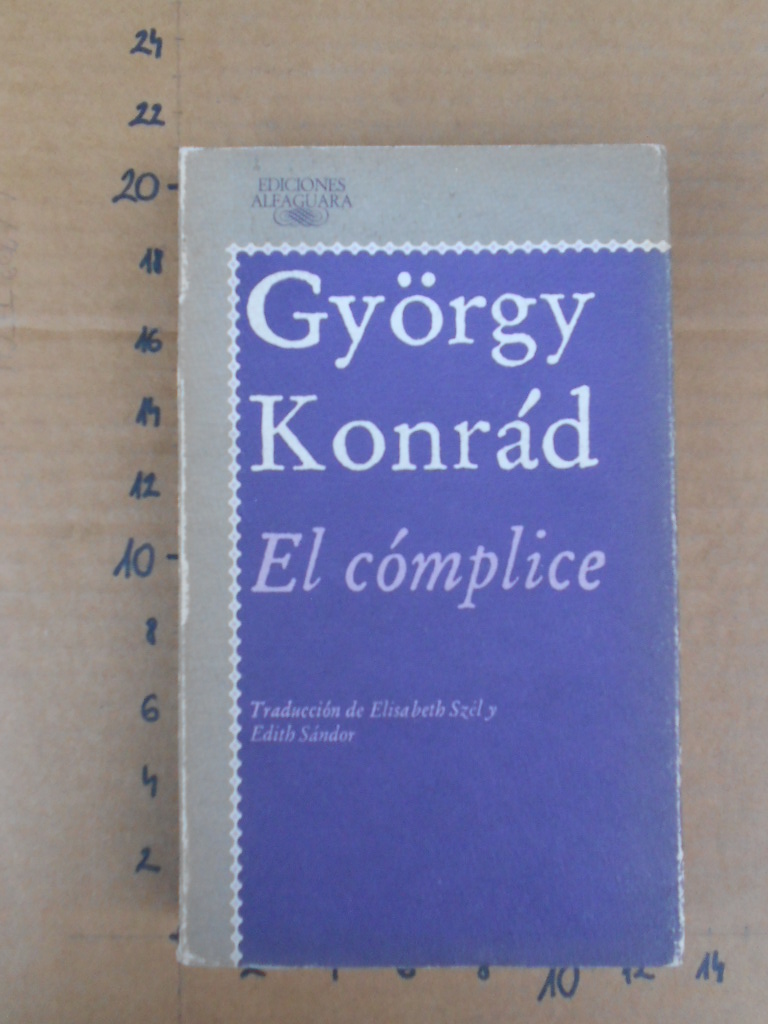 24
22
20
18
16
14
12
10
8
6
4
2
EDICIONES
ALFAGUARA
György
Konrád
El cómplice
Traducción de Elisabeth Szél y
Edith Sándor
10 12 14